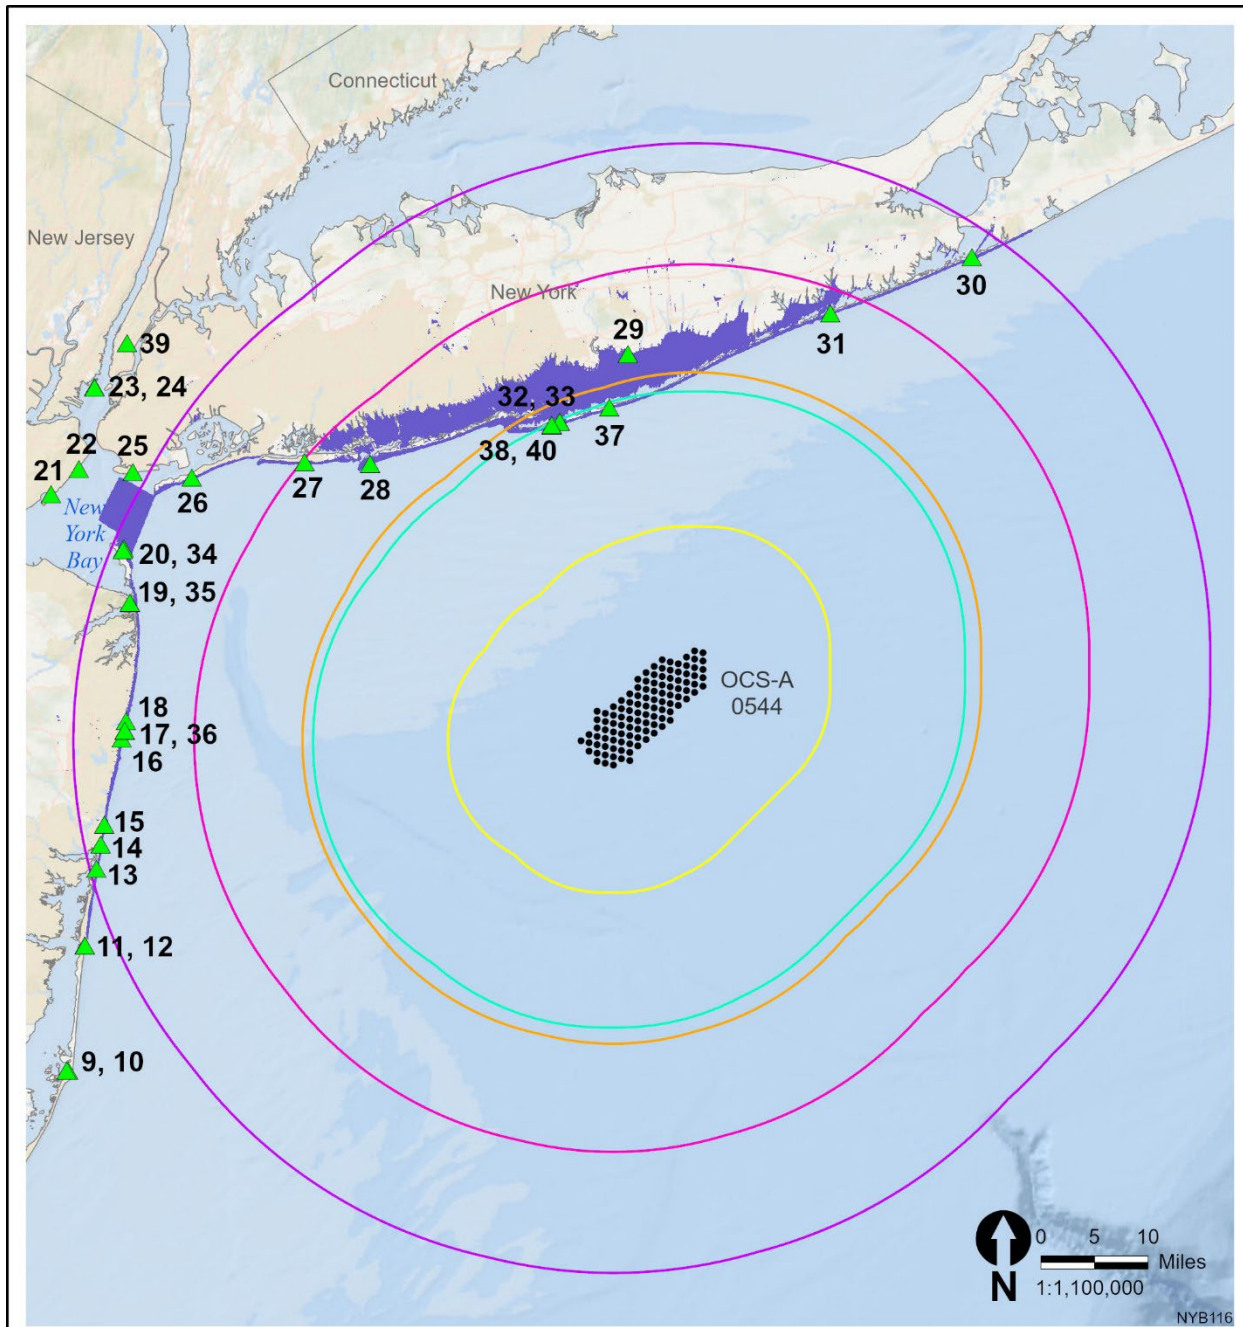 Connecticut
New Jersey
New York
30
31
39
29
23, 24
32, 33
37
38, 40
22
25
21
26
27
28
New
York
Bay
20, 34
19, 35
OCS-A
0544
18
17, 36
16
15
14
13
11, 12
9, 10
0 5 10
Miles
N
1:1,100,000
NYB116